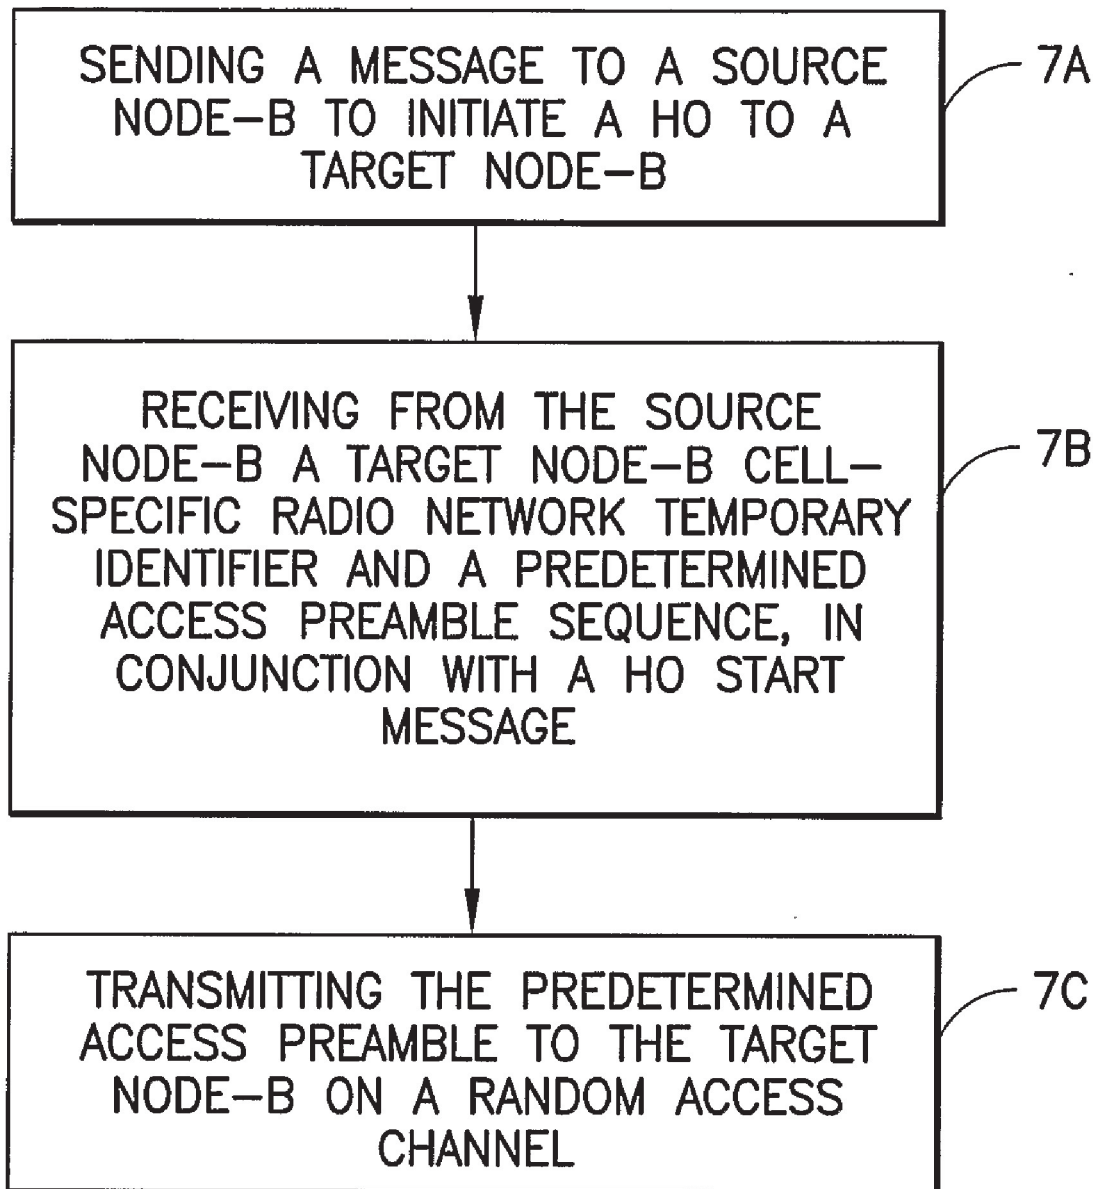 SENDING A MESSAGE TO A SOURCE
NODE–B TO INITIATE A HO TO A
TARGET NODE–B
7A
RECEIVING FROM THE SOURCE
NODE–B A TARGET NODE–B CELL–
SPECIFIC RADIO NETWORK TEMPORARY
IDENTIFIER AND A PREDETERMINED
ACCESS PREAMBLE SEQUENCE, IN
CONJUNCTION WITH A HO START
MESSAGE
7B
TRANSMITTING THE PREDETERMINED
ACCESS PREAMBLE TO THE TARGET
NODE–B ON A RANDOM ACCESS
CHANNEL
7C